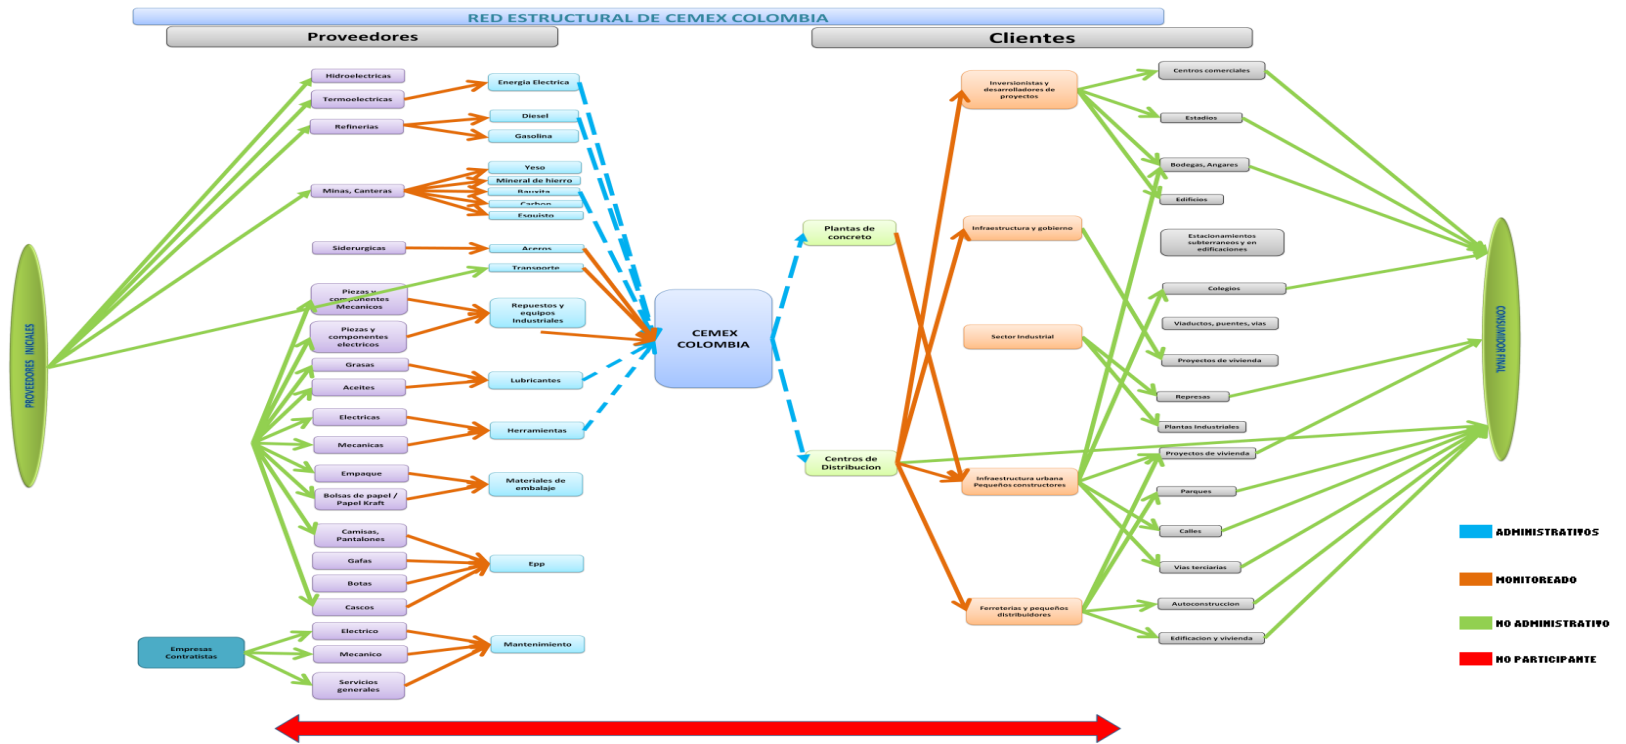 RED ESTRUCTURAL DE CEMEX COLOMBIA
Proveedores
Clientes
PROVEEDORES INICIALES
Hidroelectricas
Termoelectricas
Refinerias
Minas, Canteras
Siderurgicas
Piezas y
componentes
Mecanicos
Piezas y
componentes
electricos
Grasas
Aceites
Electricas
Mecanicas
Empaque
Bolsas de papel /
Papel Kraft
Camisas,
Pantalones
Gafas
Botas
Cascos
Empresas
Contratistas
Electrico
Mecanico
Servicios
generales
Energia Electrica
Diesel
Gasolina
Yeso
Mineral de hierro
Bauxita
Carbon
Esquisto
Aceros
Transporte
Repuestos y
equipos
Industriales
Lubricantes
Herramientas
Materiales de
embalaje
Epp
Mantenimiento
CEMEX
COLOMBIA
Plantas de
concreto
Centros de
Distribucion
Inversionistas y
desarrolladores de
proyectos
Infraestructura y gobierno
Sector Industrial
Infraestructura urbana
Pequeños constructores
Ferreterias y pequeños
distribuidores
Centros comerciales
Estadios
Bodegas, Angares
Edificios
Estacionamientos
subterraneos y en
edificaciones
Colegios
Viaductos, puentes, vias
Proyectos de vivienda
Represas
Plantas Industriales
Proyectos de vivienda
Parques
Calles
Vias terciarias
Autoconstruccion
Edificacion y vivienda
CONSUMIDOR FINAL
ADMINISTRATIVOS
MONITOREADO
NO ADMINISTRATIVO
NO PARTICIPANTE